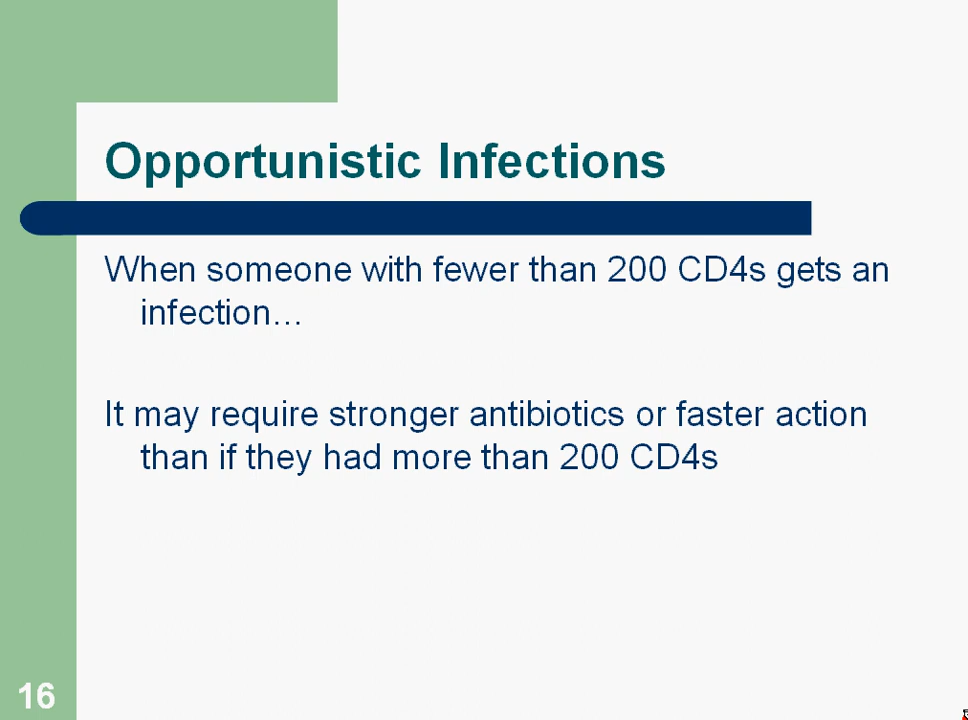 Opportunistic Infections
When someone with fewer than 200 CD4s gets an
infection...
It may require stronger antibiotics or faster action
than if they had more than 200 CD4s
16